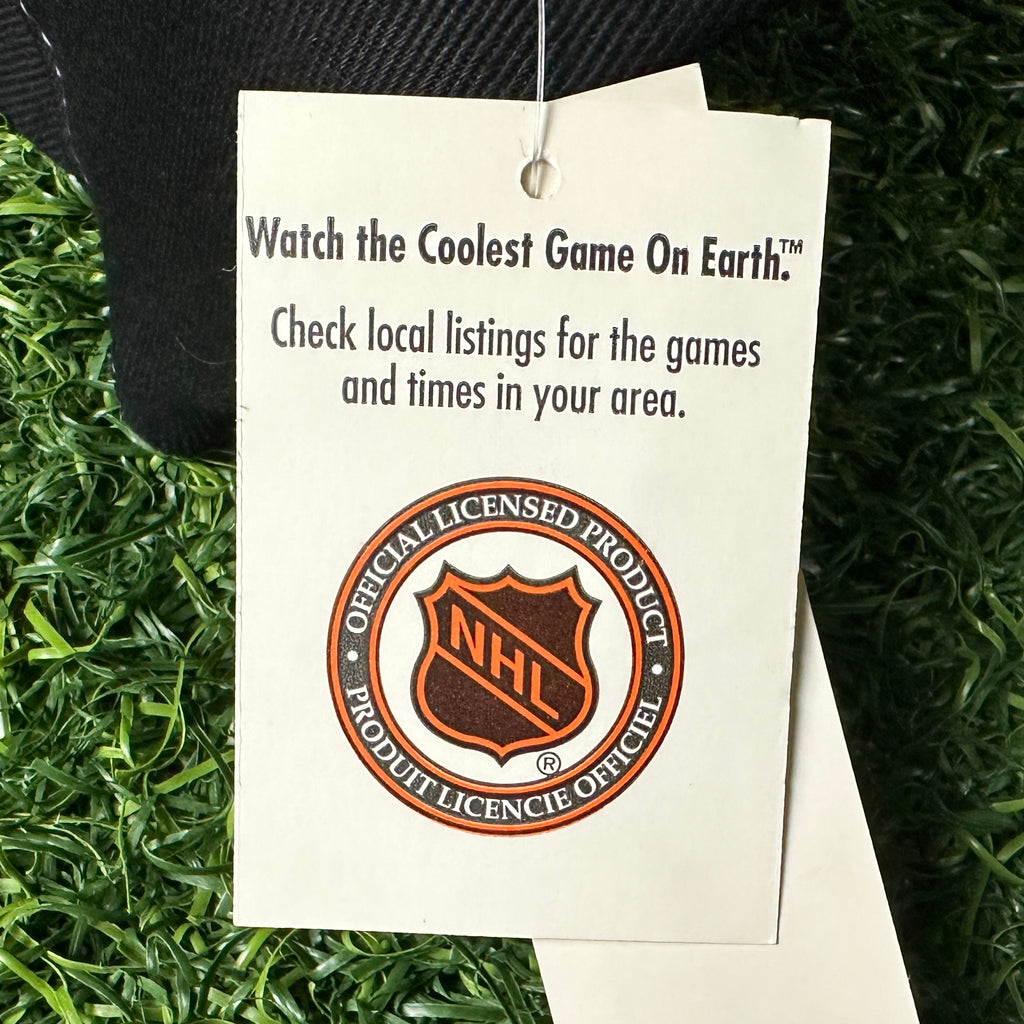 Watch the Coolest Game On Earth.™
Check local listings for the games
and times in your area.
OFFICIAL LICENSED PRODUCT
NHL
®
PRODUIT LICENCIE OFFICIEL